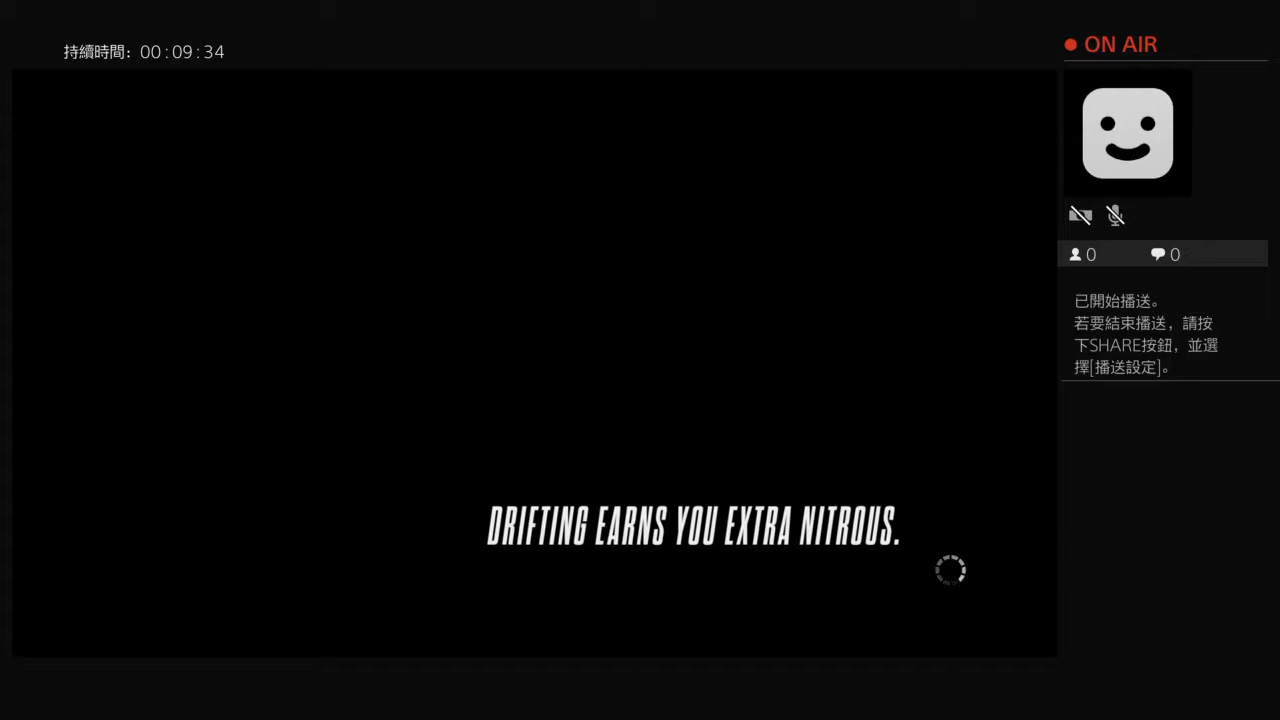 持續時間: 00:09:34
ON AIR
0
0
已開始播送。
若要結束播送，請按
下SHARE按鈕，並選
擇[播送設定]。
DRIFTING EARNS YOU EXTRA NITROUS.